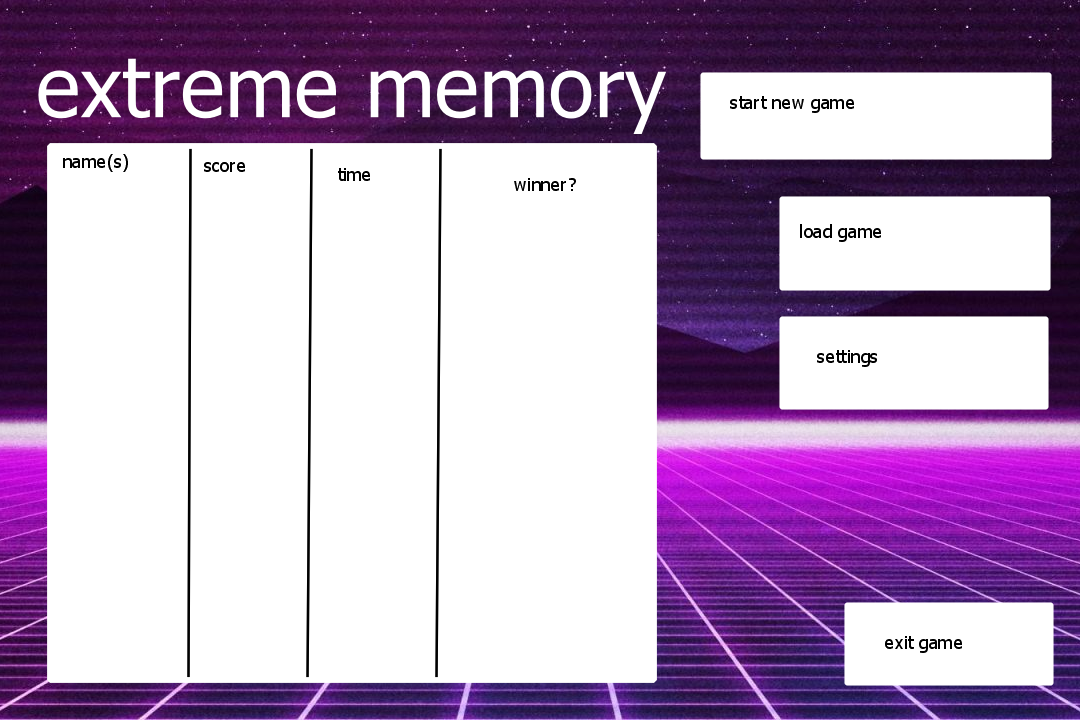 extreme memory
name(s)
score
time
winner?
start new game
load game
settings
exit game